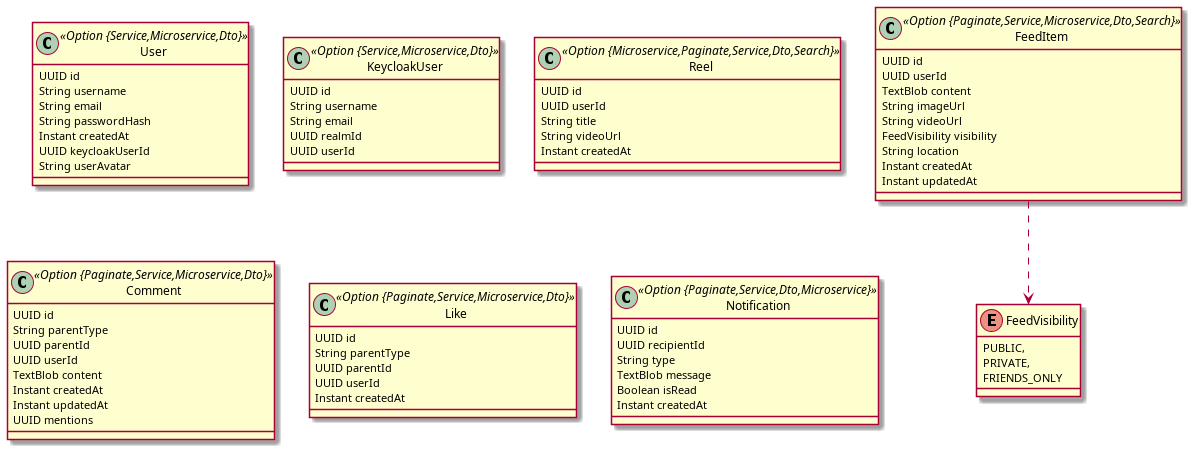 C
«Option {Service,Microservice,Dto}»
User
UUID id
String username
String email
String passwordHash
Instant createdAt
UUID keycloakUserId
String userAvatar
C
«Option {Service,Microservice,Dto}»
KeycloakUser
UUID id
String username
String email
UUID realmId
UUID userId
C
«Option {Microservice,Paginate,Service,Dto,Search}»
Reel
UUID id
UUID userId
String title
String videoUrl
Instant createdAt
C
«Option {Paginate,Service,Microservice,Dto,Search}»
FeedItem
UUID id
UUID userId
TextBlob content
String imageUrl
String videoUrl
FeedVisibility visibility
String location
Instant createdAt
Instant updatedAt
C
«Option {Paginate,Service,Microservice,Dto}»
Comment
UUID id
String parentType
UUID parentId
UUID userId
TextBlob content
Instant createdAt
Instant updatedAt
UUID mentions
C
«Option {Paginate,Service,Microservice,Dto}»
Like
UUID id
String parentType
UUID parentId
UUID userId
Instant createdAt
C
«Option {Paginate,Service,Dto,Microservice}»
Notification
UUID id
UUID recipientId
String type
TextBlob message
Boolean isRead
Instant createdAt
E
FeedVisibility
PUBLIC,
PRIVATE,
FRIENDS_ONLY